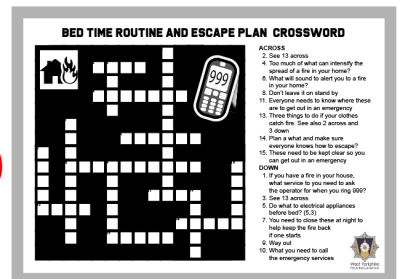 BED TIME ROUTINE AND ESCAPE PLAN CROSSWORD
999
ACROSS
2. See 13 across
4. Too much of what can intensify the
spread of a fire in your home?
6. What will sound to alert you to a fire
in your home?
8. Don't leave it on stand by
11. Everyone needs to know where these
are to get out in an emergency
13. Three things to do if your clothes
catch fire. See also 2 across and
3 down
14. Plan a what and make sure
everyone knows how to escape?
15. These need to be kept clear so you
can get out in an emergency
DOWN
1. If you have a fire in your house,
what service to you need to ask
the operator for when you ring 999?
3. See 13 across
5. Do what to electrical appliances
before bed? (5,3)
7. You need to close these at night to
help keep the fire back
if one starts
9. Way out
10. What you need to call
the emergency services
West Yorkshire